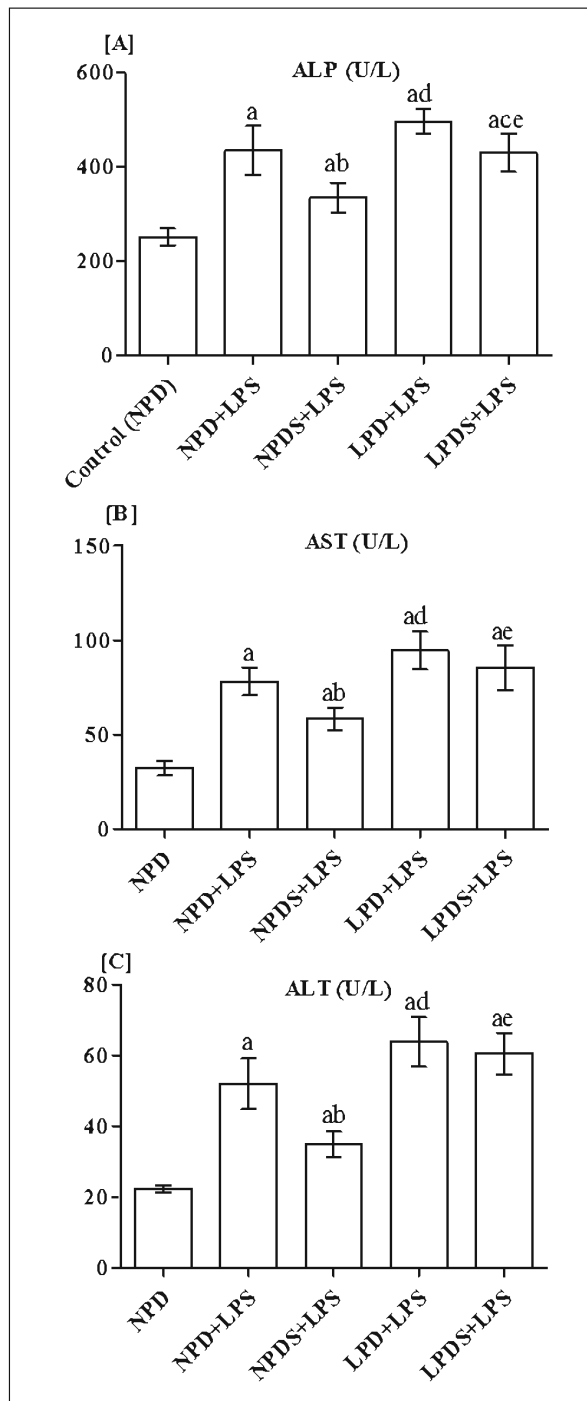 [A]
ALP (U/L)
600
400
200
0
a
ab
ad
ace
Control (NPD)
NPD+LPS
NPDS+LPS
LPD+LPS
LPDS+LPS
[B]
AST (U/L)
150
100
50
0
a
ab
ad
ae
NPD
NPD+LPS
NPDS+LPS
LPD+LPS
LPDS+LPS
[C]
ALT (U/L)
80
60
40
20
0
a
ab
ad
ae
NPD
NPD+LPS
NPDS+LPS
LPD+LPS
LPDS+LPS